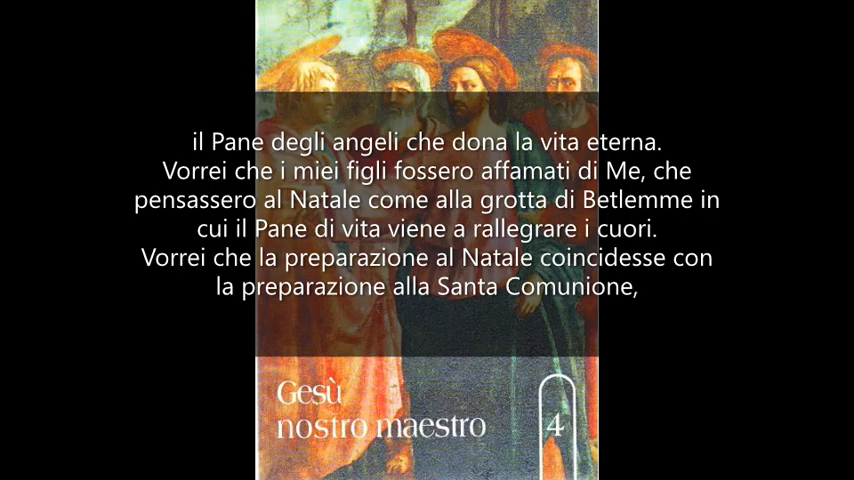 il Pane degli angeli che dona la vita eterna.
Vorrei che i miei figli fossero affamati di Me, che
pensassero al Natale come alla grotta di Betlemme in
cui il Pane di vita viene a rallegrare i cuori.
Vorrei che la preparazione al Natale coincidesse con
la preparazione alla Santa Comunione,
Gesù
nostro maestro
4